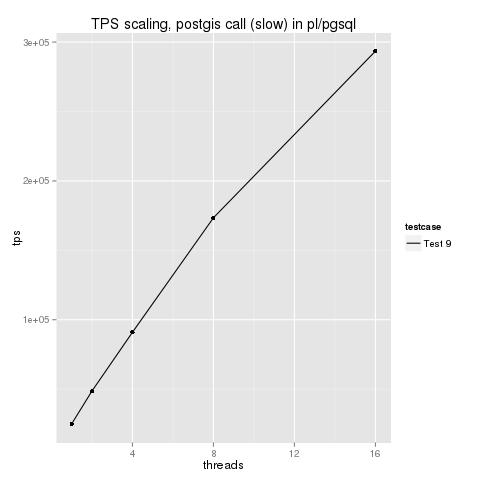 TPS scaling, postgis call (slow) in pl/pgsql
3e+05
2e+05
1e+05
tps
4
8
12
16
threads
testcase
Test 9